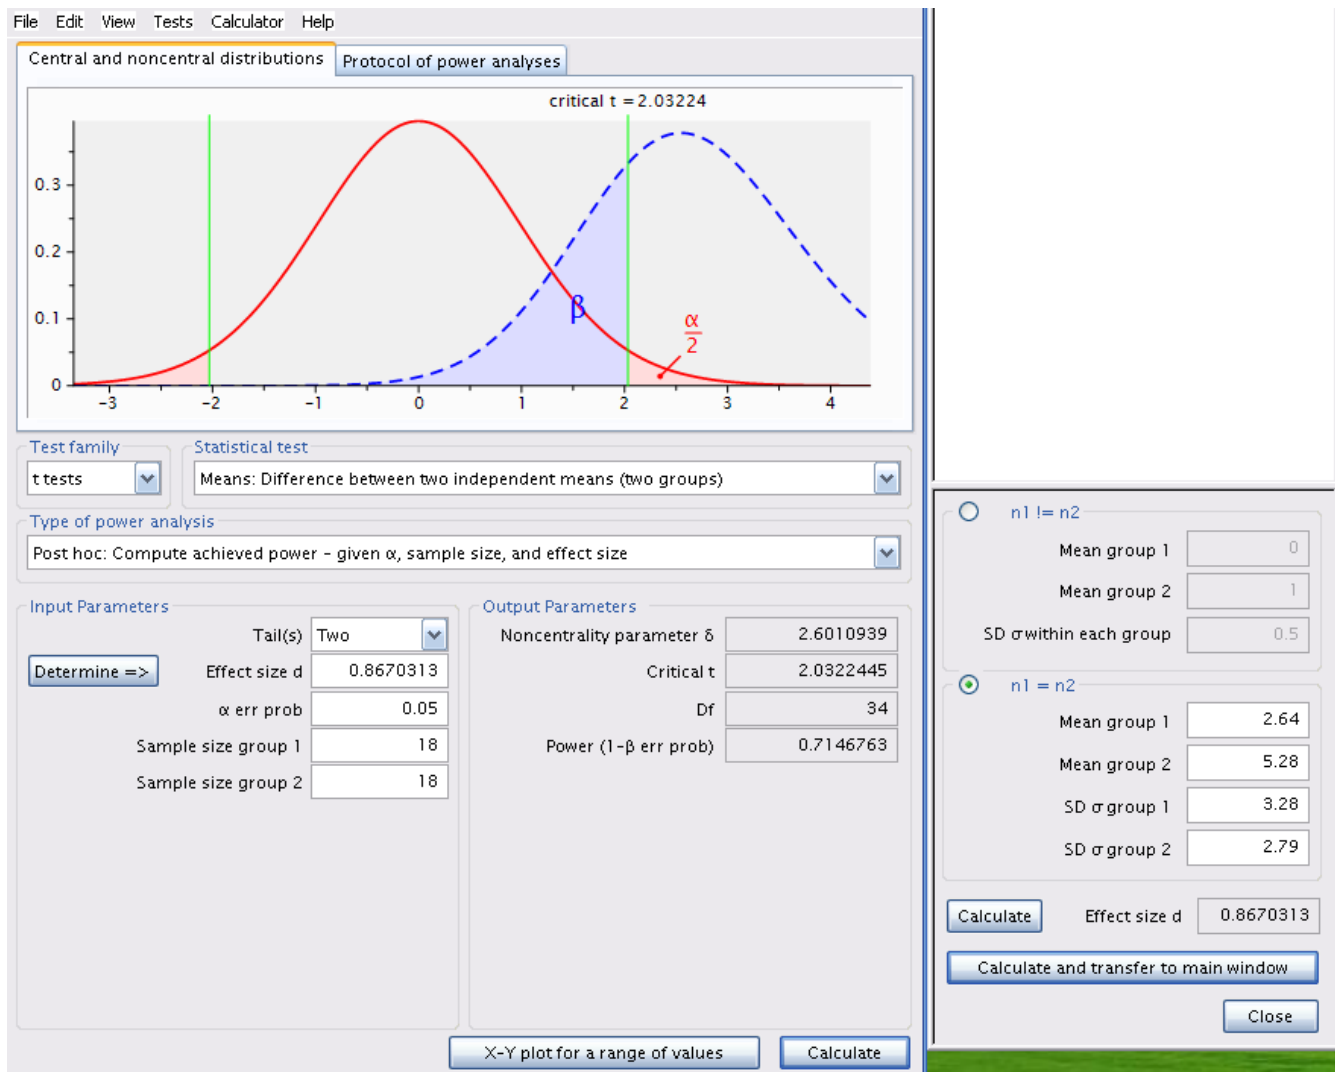 File Edit View Tests Calculator Help
Central and noncentral distributions Protocol of power analyses
critical t = 2.03224
0.3
0.2
0.1
0
β
α
2
-3 -2 -1 0 1 2 3 4
Test family Statistical test
t tests Means: Difference between two independent means (two groups)
Type of power analysis
Post hoc: Compute achieved power – given α, sample size, and effect size
Input Parameters
Tail(s) Two
Determine => Effect size d 0.8670313
α err prob 0.05
Sample size group 1 18
Sample size group 2 18
Output Parameters
Noncentrality parameter δ 2.6010939
Critical t 2.0322445
Df 34
Power (1-β err prob) 0.7146763
X-Y plot for a range of values Calculate
n1 != n2
Mean group 1 0
Mean group 2 1
SD σ within each group 0.5
n1 = n2
Mean group 1 2.64
Mean group 2 5.28
SD σ group 1 3.28
SD σ group 2 2.79
Calculate Effect size d 0.8670313
Calculate and transfer to main window
Close